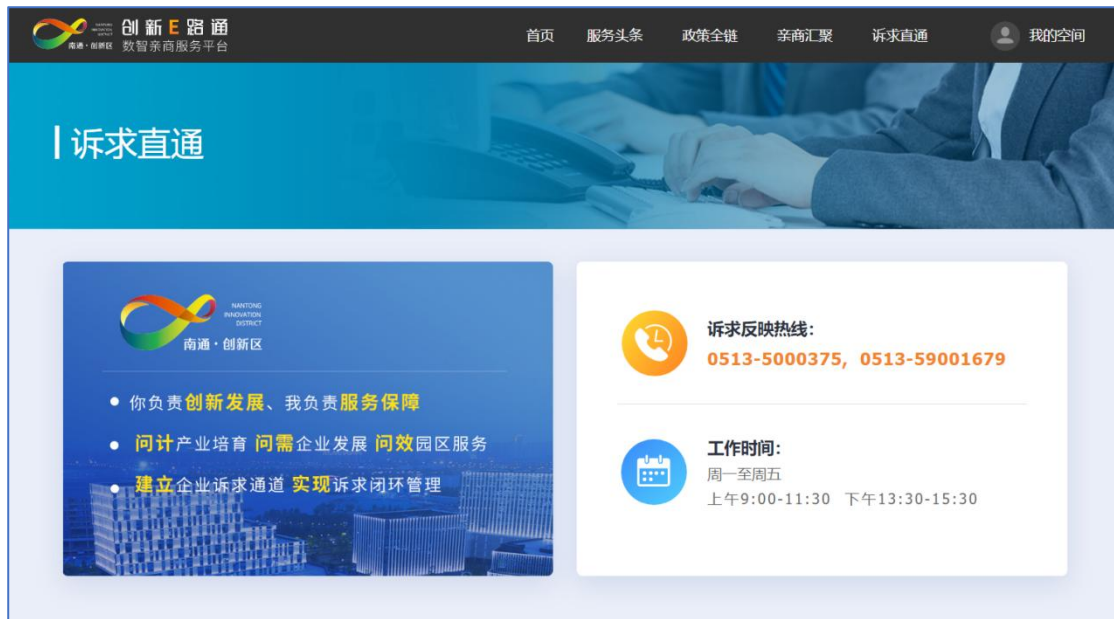 创新E路通
南通·创新区 数智亲商服务平台
首页 服务头条 政策全链 亲商汇聚 诉求直通 我的空间
诉求直通
NANTONG
INNOVATION
DISTRICT
南通·创新区
你负责创新发展、我负责服务保障
问计产业培育 问需企业发展 问效园区服务
建立企业诉求通道 实现诉求闭环管理
诉求反映热线：
0513-5000375, 0513-59001679
工作时间：
周一至周五
上午9:00-11:30 下午13:30-15:30